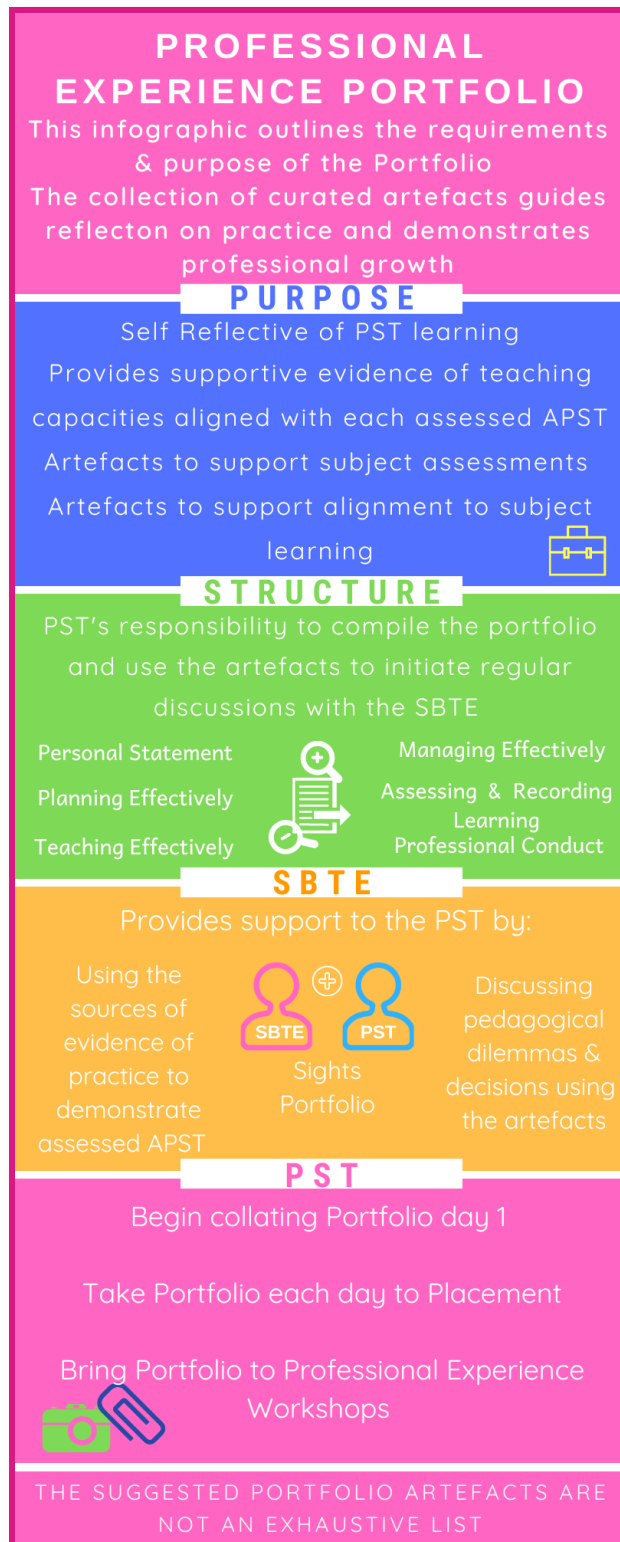 PROFESSIONAL
EXPERIENCE PORTFOLIO
This infographic outlines the requirements
& purpose of the Portfolio
The collection of curated artefacts guides
reflecton on practice and demonstrates
professional growth
PURPOSE
Self Reflective of PST learning
Provides supportive evidence of teaching
capacities aligned with each assessed APST
Artefacts to support subject assessments
Artefacts to support alignment to subject
learning
STRUCTURE
PST's responsibility to compile the portfolio
and use the artefacts to initiate regular
discussions with the SBTE
Personal Statement
Planning Effectively
Teaching Effectively
Managing Effectively
Assessing & Recording
Learning
Professional Conduct
SBTE
Provides support to the PST by:
Using the
sources of
evidence of
practice to
demonstrate
assessed APST
SBTE
PST
Sights
Portfolio
Discussing
pedagogical
dilemmas &
decisions using
the artefacts
PST
Begin collating Portfolio day 1
Take Portfolio each day to Placement
Bring Portfolio to Professional Experience
Workshops
THE SUGGESTED PORTFOLIO ARTEFACTS ARE
NOT AN EXHAUSTIVE LIST